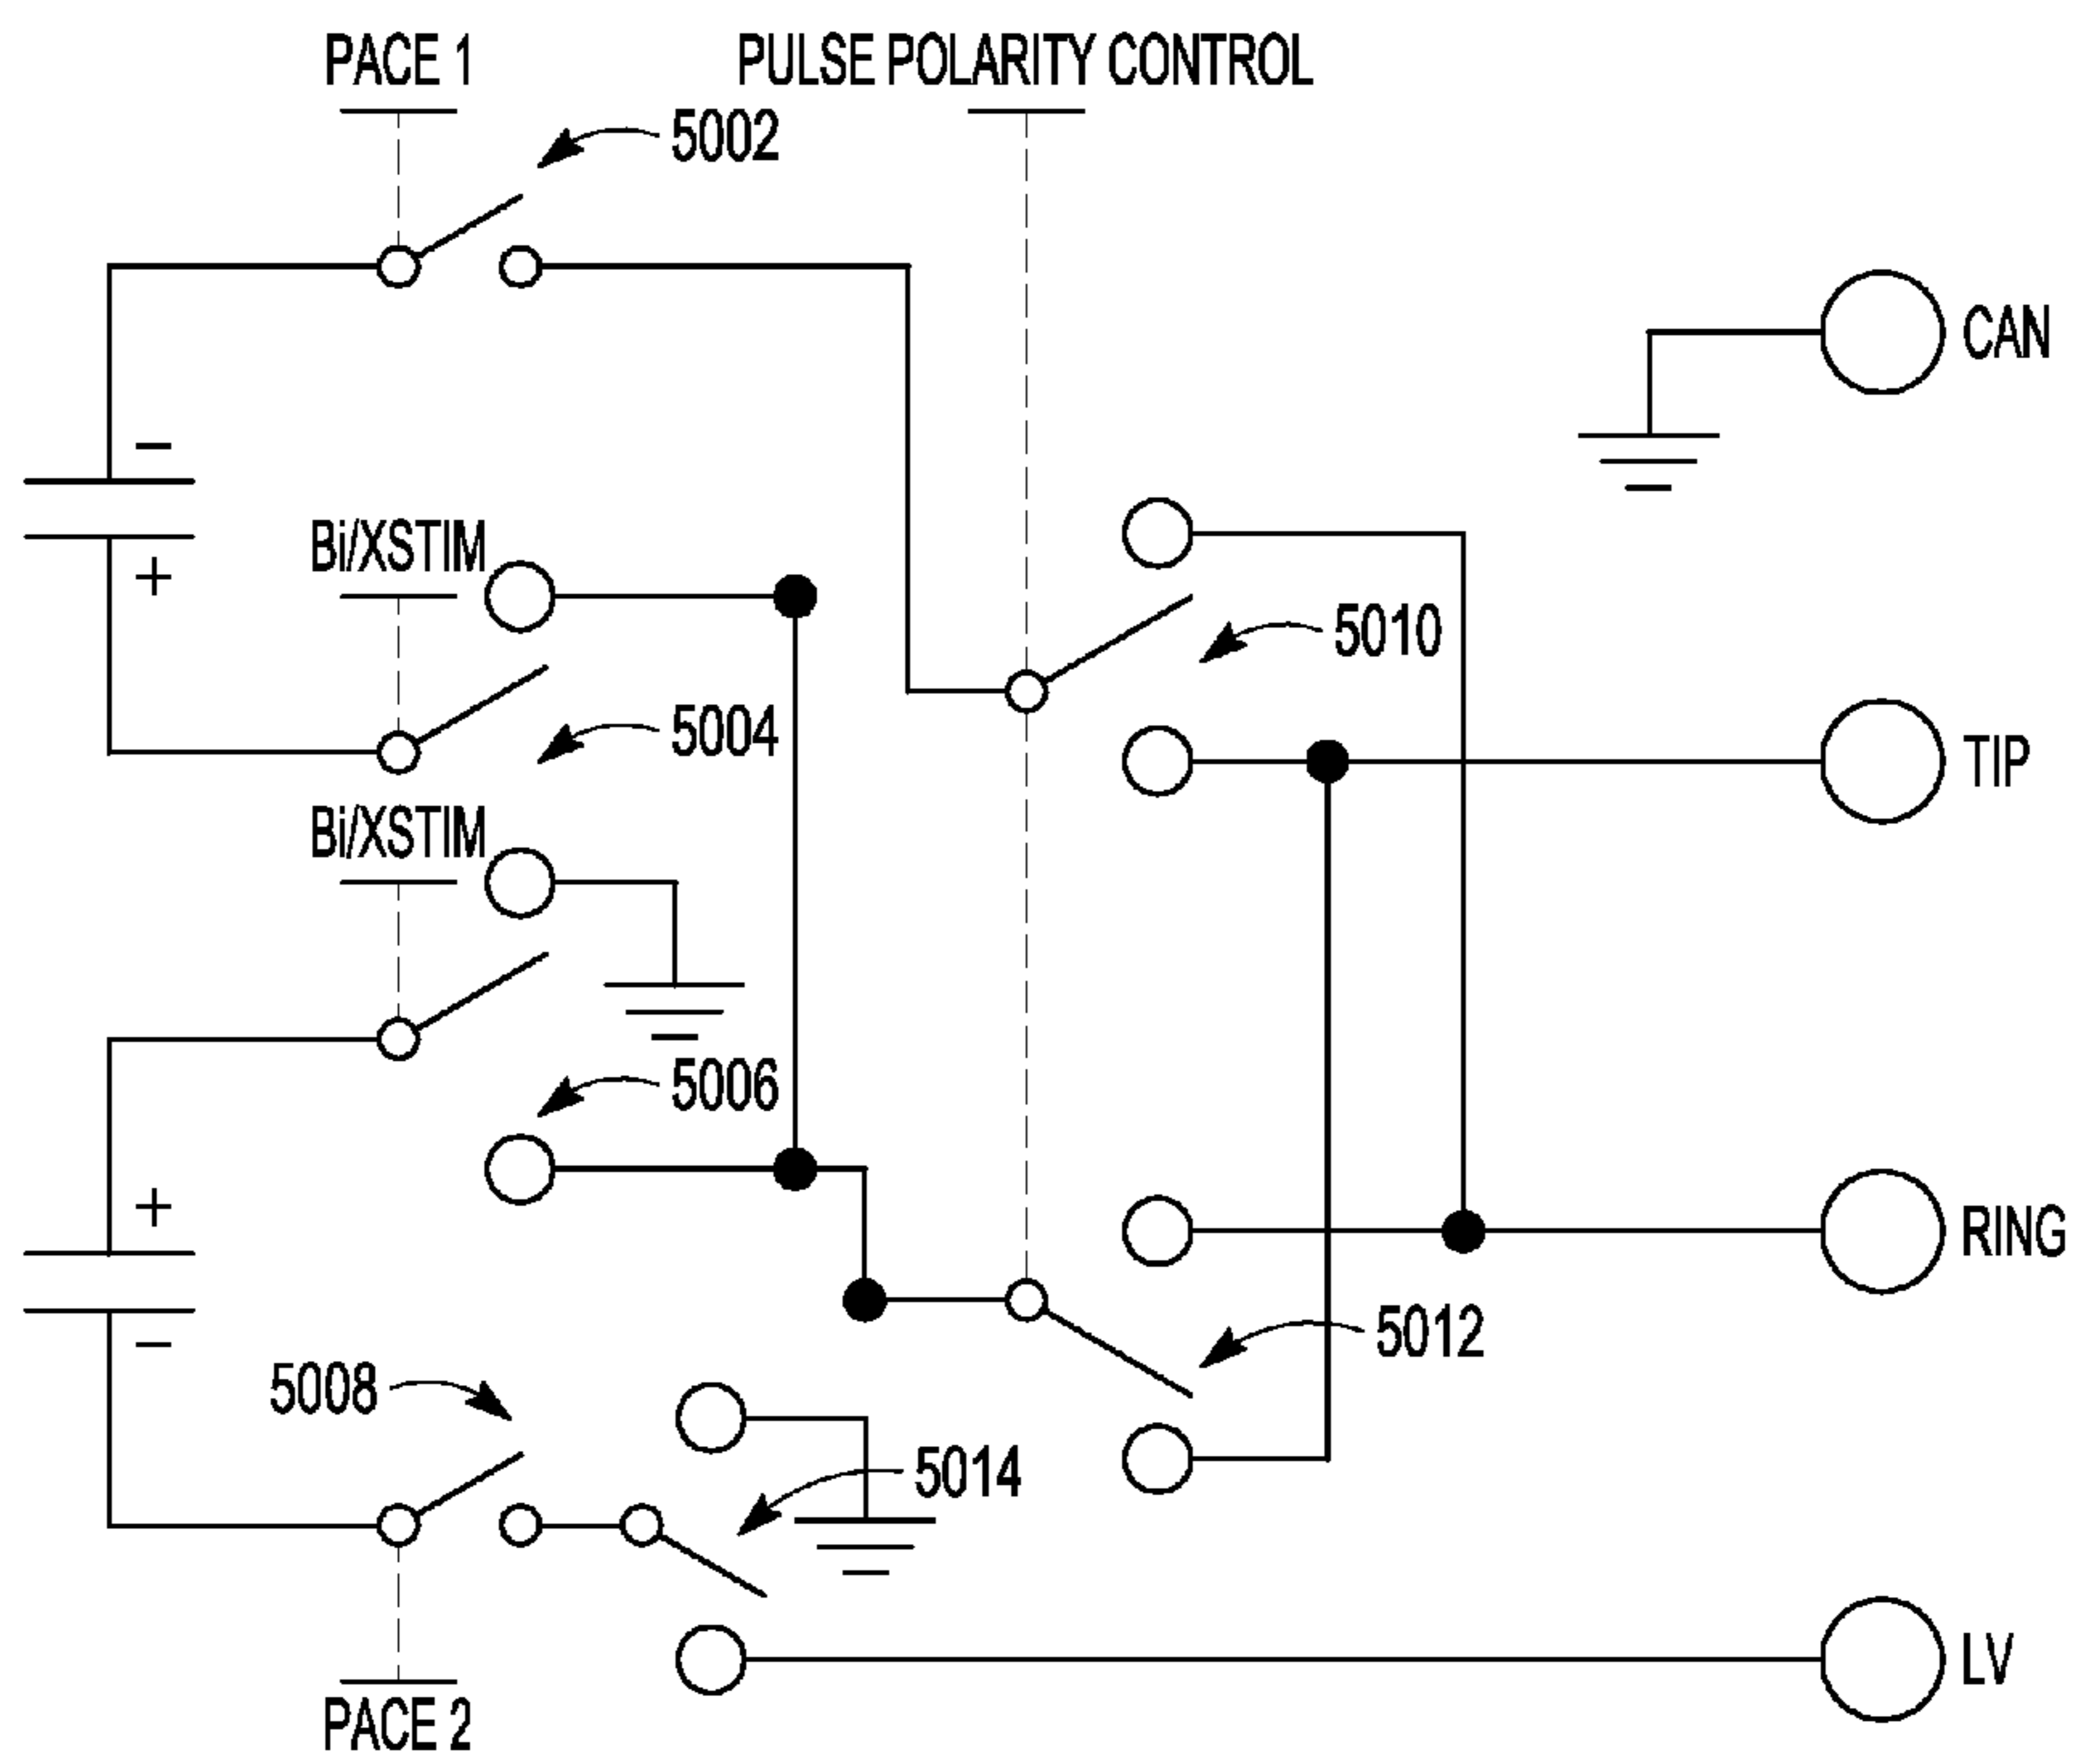 PACE 1
PULSE POLARITY CONTROL
5002
CAN
−
Bi/XSTIM
+
5010
5004
TIP
Bi/XSTIM
5006
+
RING
5012
−
5008
5014
LV
PACE 2